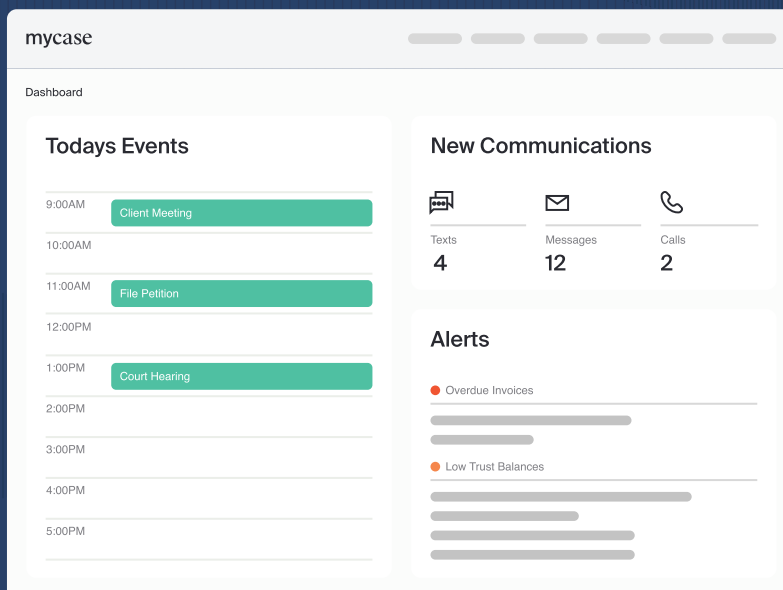 mycase
Dashboard
Todays Events
9:00AM
Client Meeting
10:00AM
11:00AM
File Petition
12:00PM
1:00PM
Court Hearing
2:00PM
3:00PM
4:00PM
5:00PM
New Communications
Texts
4
Messages
12
Calls
2
Alerts
Overdue Invoices
Low Trust Balances